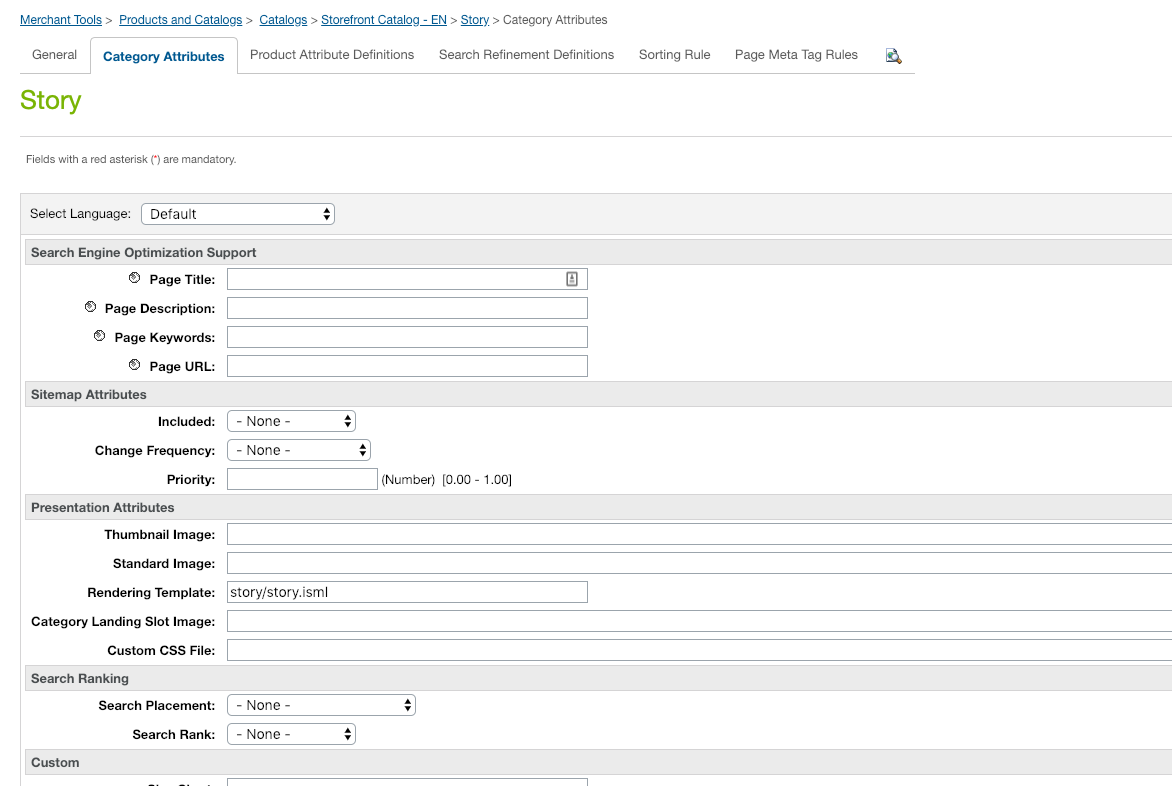 Merchant Tools > Products and Catalogs > Catalogs > Storefront Catalog - EN > Story > Category Attributes
General Category Attributes Product Attribute Definitions Search Refinement Definitions Sorting Rule Page Meta Tag Rules
Story
Fields with a red asterisk (*) are mandatory.
Select Language: Default
Search Engine Optimization Support
Page Title:
Page Description:
Page Keywords:
Page URL:
Sitemap Attributes
Included: - None -
Change Frequency: - None -
Priority: (Number) [0.00 - 1.00]
Presentation Attributes
Thumbnail Image:
Standard Image:
Rendering Template: story/story.isml
Category Landing Slot Image:
Custom CSS File:
Search Ranking
Search Placement: - None -
Search Rank: - None -
Custom